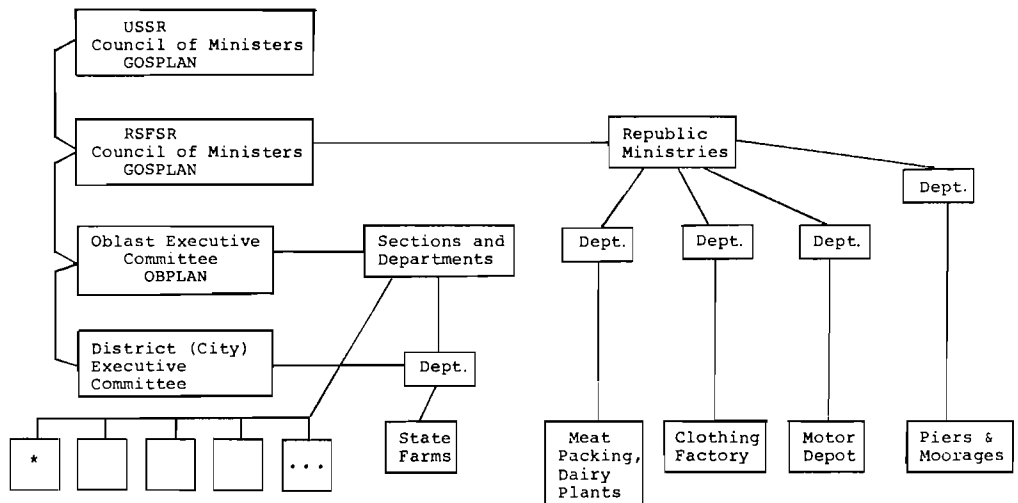 USSR
Council of Ministers
GOSPLAN
RSFSR
Council of Ministers
GOSPLAN
Republic
Ministries
Dept.
Oblast Executive
Committee
OBPLAN
Sections and
Departments
Dept.
Dept.
Dept.
District (City)
Executive
Committee
Dept.
*
...
State
Farms
Meat
Packing,
Dairy
Plants
Clothing
Factory
Motor
Depot
Piers &
Moorages